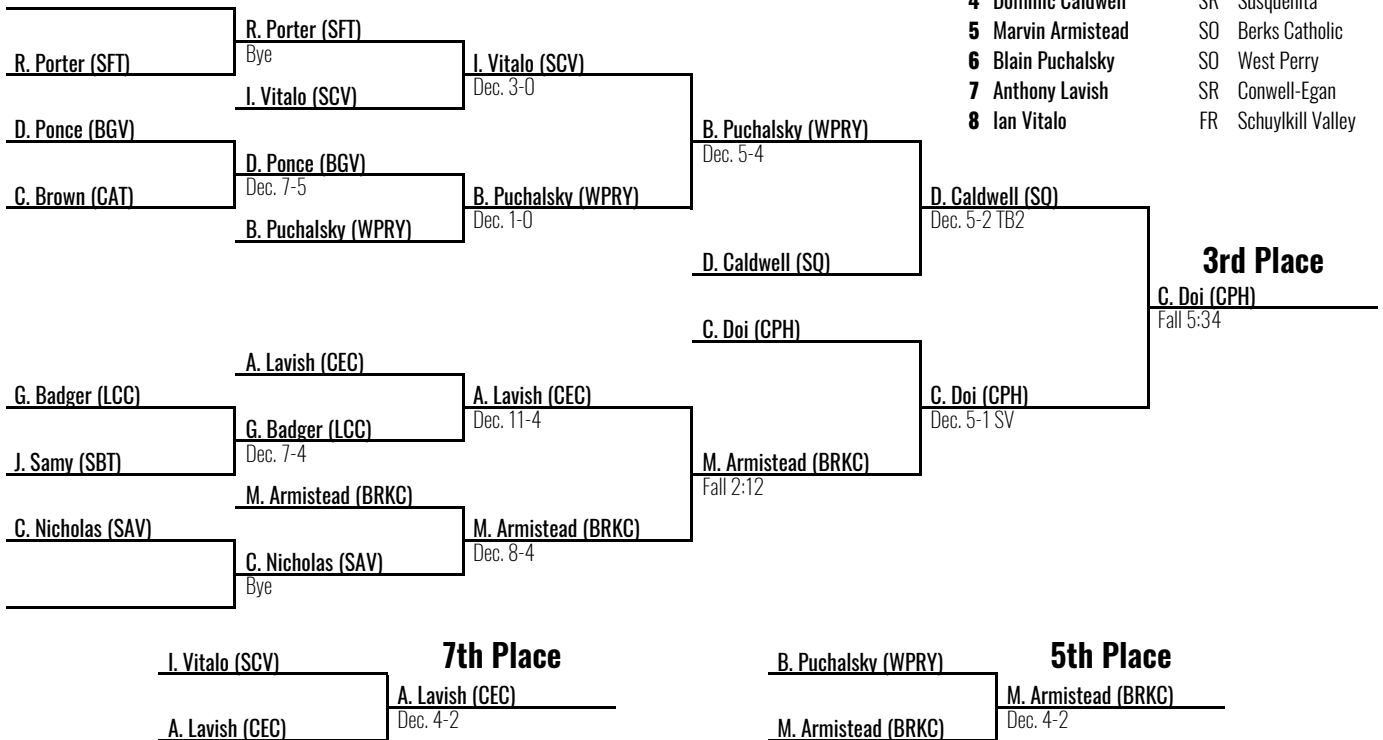 4 Dominic Caldwell SR Susquenita
5 Marvin Armistead SO Berks Catholic
6 Blain Puchalsky SO West Perry
7 Anthony Lavish SR Conwell-Egan
8 Ian Vitalo FR Schuylkill Valley
R. Porter (SFT)
R. Porter (SFT)
Bye
I. Vitalo (SCV)
I. Vitalo (SCV)
Dec. 3-0
D. Ponce (BGV)
C. Brown (CAT)
D. Ponce (BGV)
Dec. 7-5
B. Puchalsky (WPRY)
B. Puchalsky (WPRY)
Dec. 1-0
B. Puchalsky (WPRY)
Dec. 5-4
D. Caldwell (SQ)
D. Caldwell (SQ)
Dec. 5-2 TB2
3rd Place
C. Doi (CPH)
Fall 5:34
C. Doi (CPH)
C. Doi (CPH)
Dec. 5-1 SV
A. Lavish (CEC)
G. Badger (LCC)
J. Samy (SBT)
G. Badger (LCC)
Dec. 7-4
A. Lavish (CEC)
Dec. 11-4
M. Armistead (BRKC)
Fall 2:12
M. Armistead (BRKC)
C. Nicholas (SAV)
C. Nicholas (SAV)
Bye
M. Armistead (BRKC)
Dec. 8-4
7th Place
I. Vitalo (SCV)
A. Lavish (CEC)
A. Lavish (CEC)
Dec. 4-2
5th Place
B. Puchalsky (WPRY)
M. Armistead (BRKC)
M. Armistead (BRKC)
Dec. 4-2